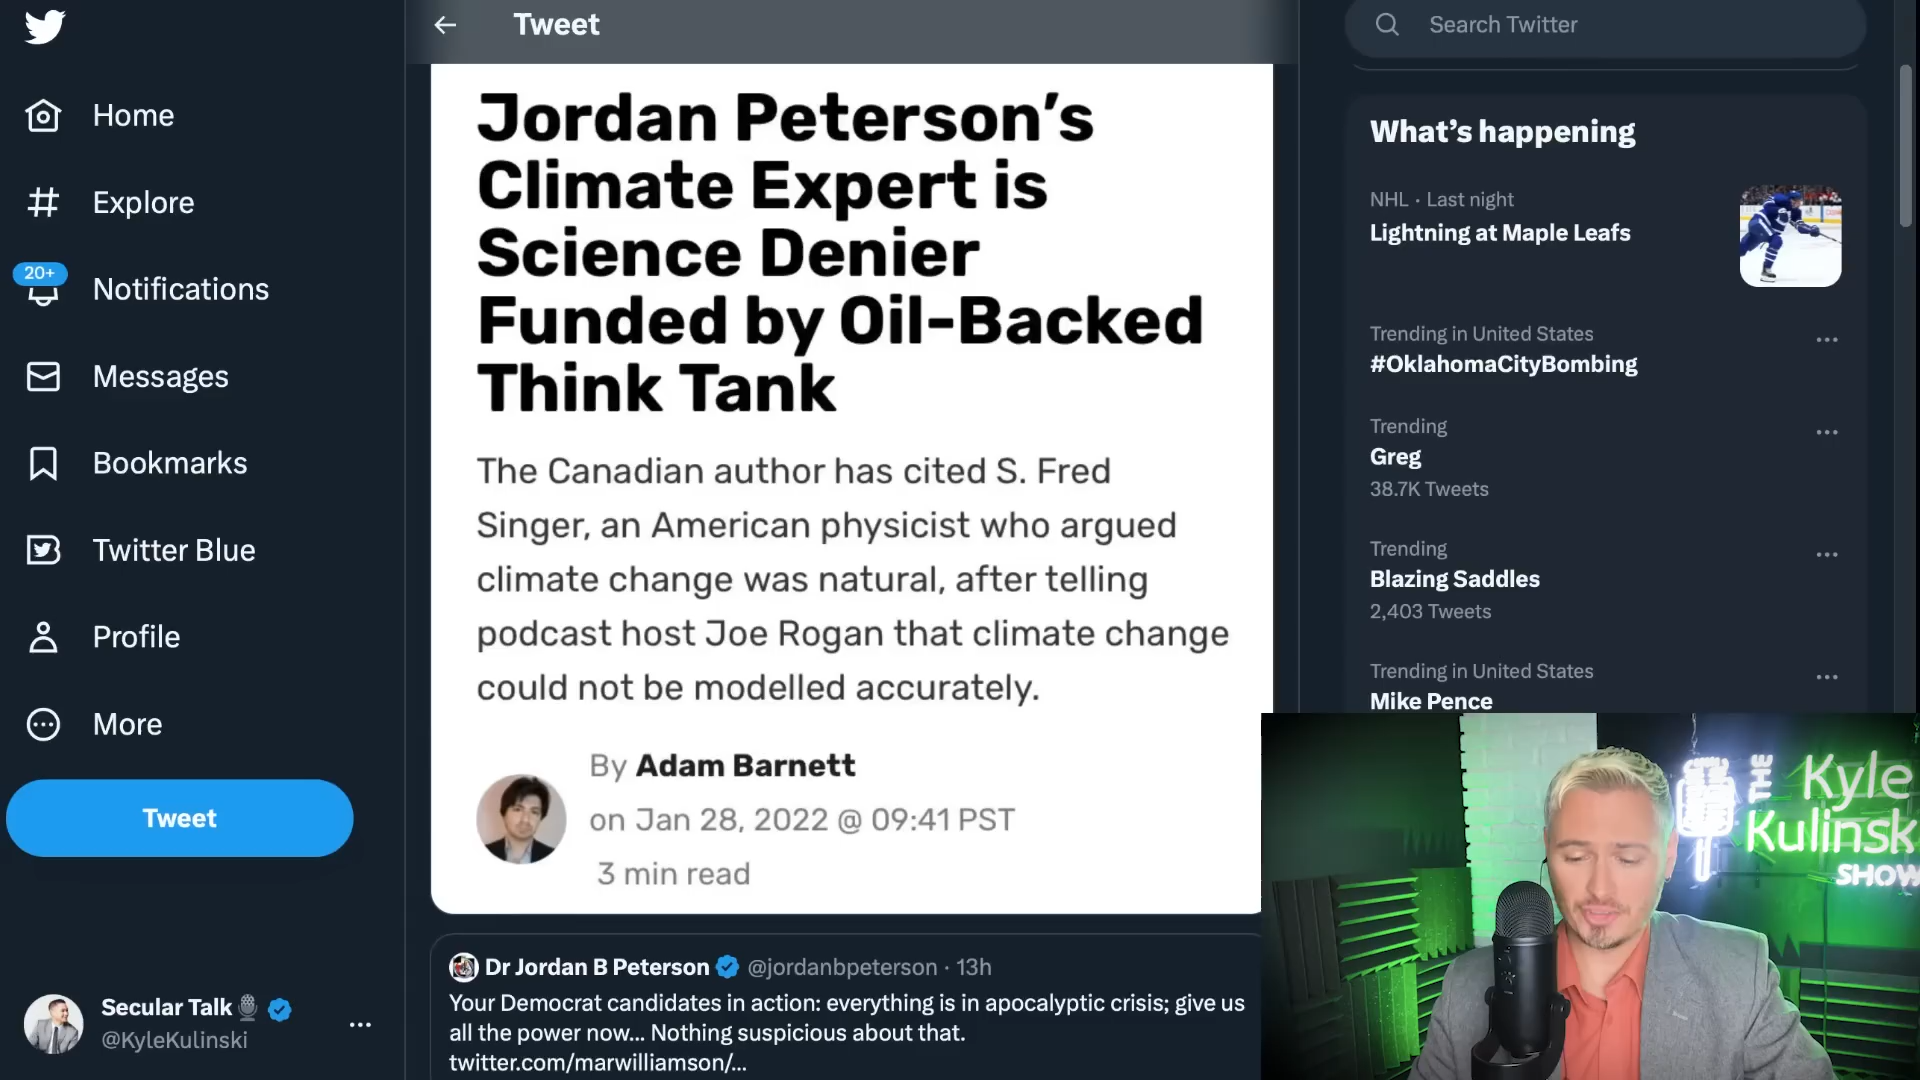 Home
Explore
20+
Notifications
Messages
Bookmarks
Twitter Blue
Profile
More
Tweet
Secular Talk
@KyleKulinski
Tweet
Jordan Peterson’s
Climate Expert is
Science Denier
Funded by Oil-Backed
Think Tank
The Canadian author has cited S. Fred
Singer, an American physicist who argued
climate change was natural, after telling
podcast host Joe Rogan that climate change
could not be modelled accurately.
By Adam Barnett
on Jan 28, 2022 @ 09:41 PST
3 min read
Dr Jordan B Peterson @jordanbpeterson · 13h
Your Democrat candidates in action: everything is in apocalyptic crisis; give us
all the power now... Nothing suspicious about that.
twitter.com/marwilliamson/...
Search Twitter
What’s happening
NHL · Last night
Lightning at Maple Leafs
Trending in United States
#OklahomaCityBombing
Trending
Greg
38.7K Tweets
Trending
Blazing Saddles
2,403 Tweets
Trending in United States
Mike Pence
THE
Kyle
Kulinsk
SHOW